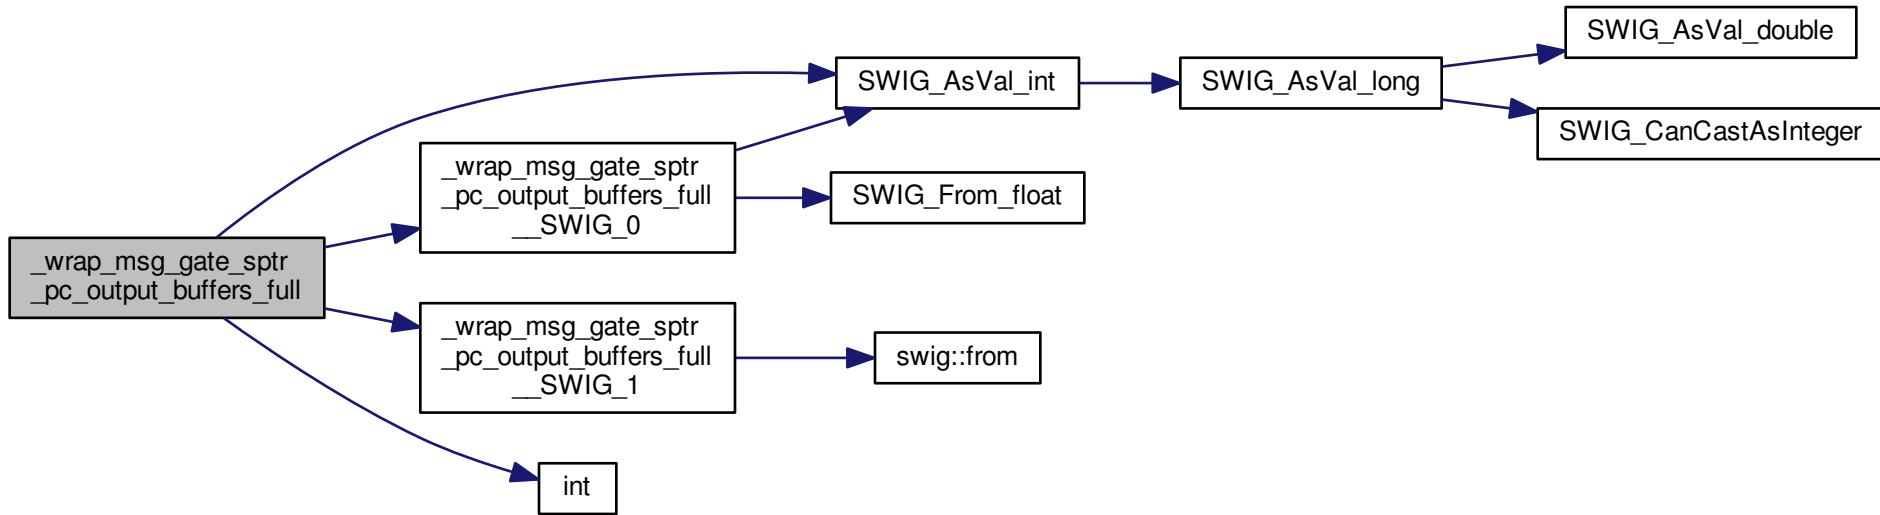 _wrap_msg_gate_sptr
_pc_output_buffers_full
SWIG_AsVal_int
_wrap_msg_gate_sptr
_pc_output_buffers_full
__SWIG_0
_wrap_msg_gate_sptr
_pc_output_buffers_full
__SWIG_1
int
SWIG_AsVal_long
SWIG_From_float
swig::from
SWIG_AsVal_double
SWIG_CanCastAsInteger